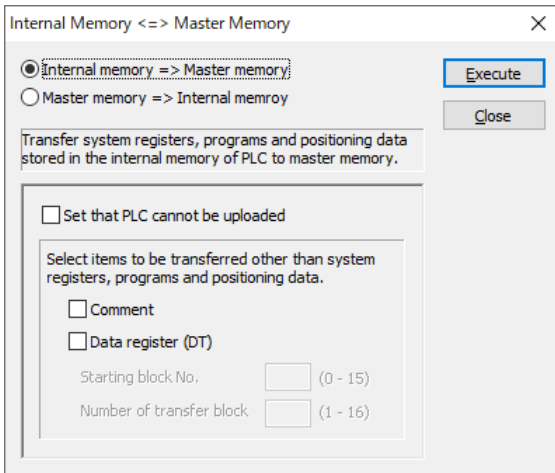 Internal Memory <=> Master Memory
Internal memory => Master memory
Execute
Master memory => Internal memroy
Close
Transfer system registers, programs and positioning data
stored in the internal memory of PLC to master memory.
Set that PLC cannot be uploaded
Select items to be transferred other than system
registers, programs and positioning data.
Comment
Data register (DT)
Starting block No. (0 - 15)
Number of transfer block (1 - 16)